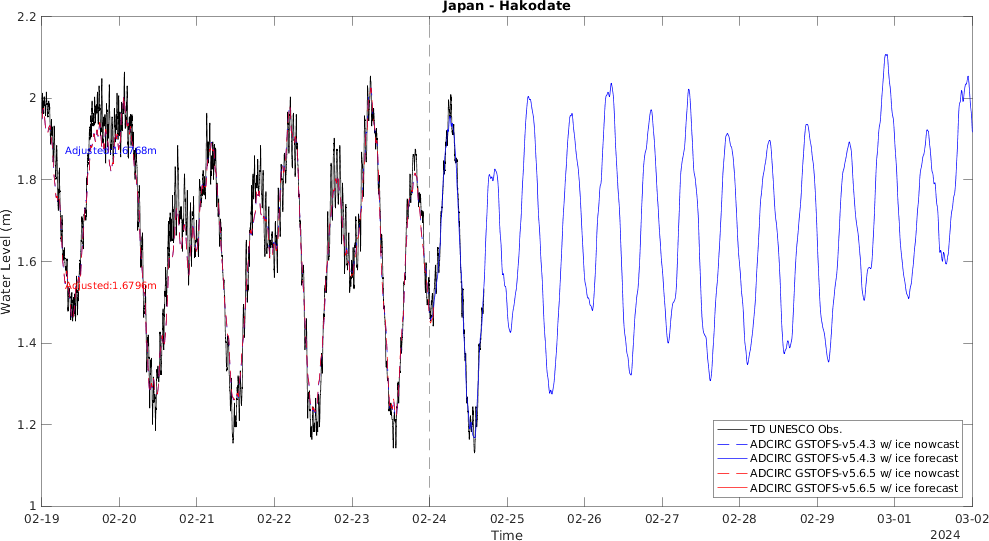 Japan - Hakodate
2.2
2
1.8
1.6
1.4
1.2
1
Water Level (m)
Adjusted:1.6768m
Adjusted:1.6796m
TD UNESCO Obs.
ADCIRC GSTOFS-v5.4.3 w/ ice nowcast
ADCIRC GSTOFS-v5.4.3 w/ ice forecast
ADCIRC GSTOFS-v5.6.5 w/ ice nowcast
ADCIRC GSTOFS-v5.6.5 w/ ice forecast
02-19 02-20 02-21 02-22 02-23 02-24 02-25 02-26 02-27 02-28 02-29 03-01 03-02
Time
2024